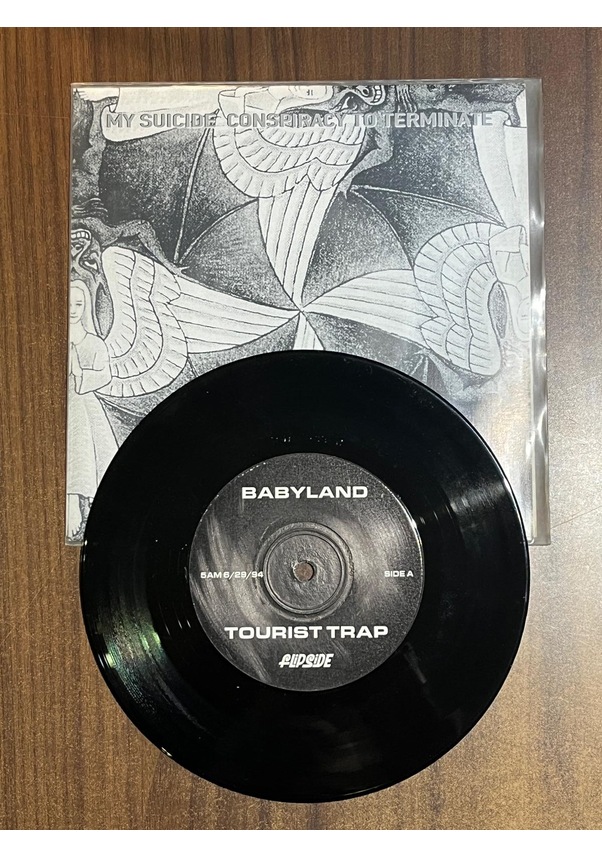 MY SUICIDE CONSPIRACY TO TERMINATE
BABYLAND
5AM 6/29/94
SIDE A
TOURIST TRAP
FLIPSIDE